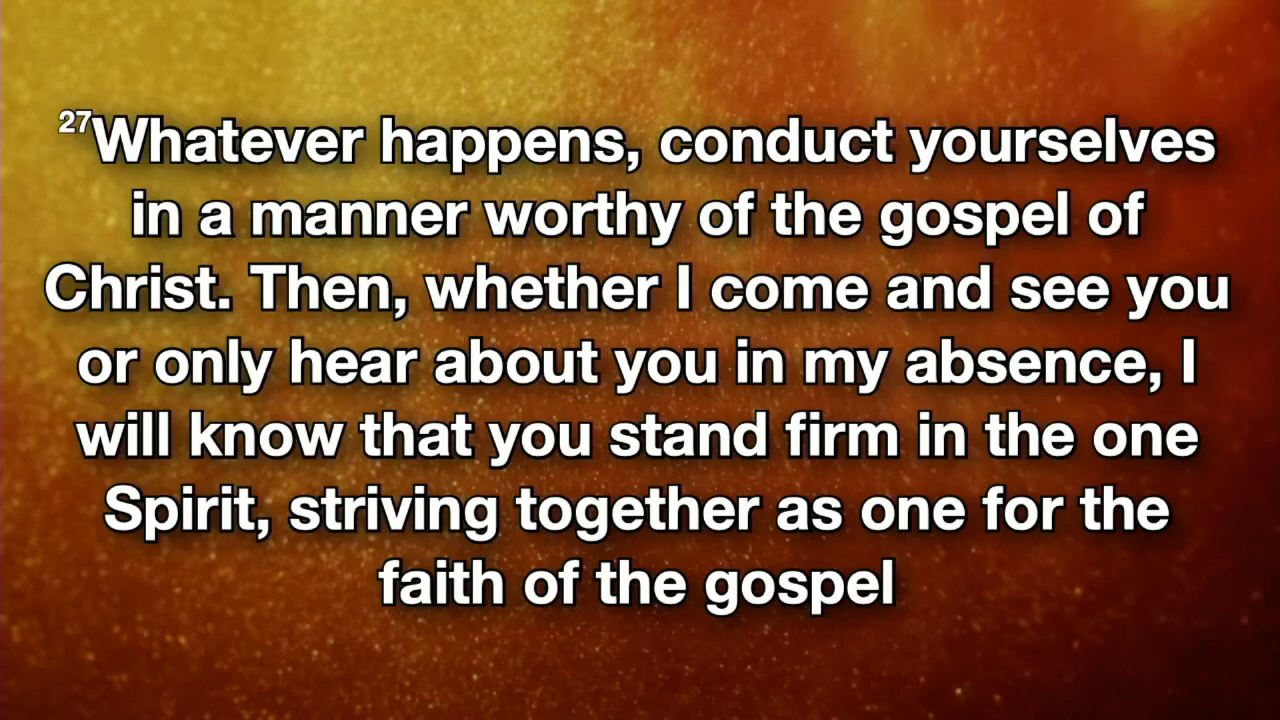 27Whatever happens, conduct yourselves
in a manner worthy of the gospel of
Christ. Then, whether I come and see you
or only hear about you in my absence, I
will know that you stand firm in the one
Spirit, striving together as one for the
faith of the gospel